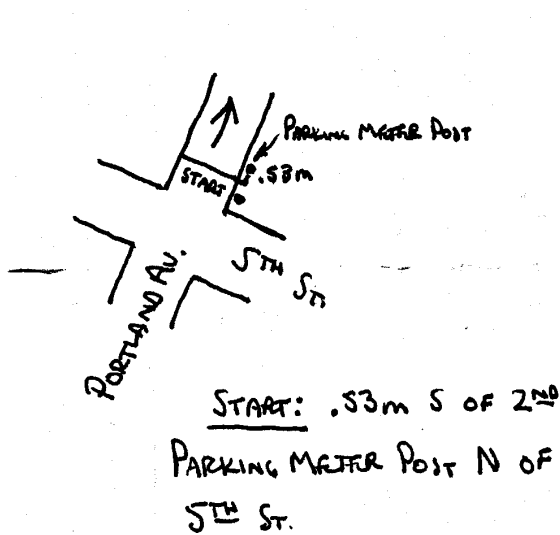 PARKING METER POST
START
.53m
5TH ST.
PORTLAND AV.
START: .53m S OF 2ND
PARKING METER POST N OF
5TH ST.